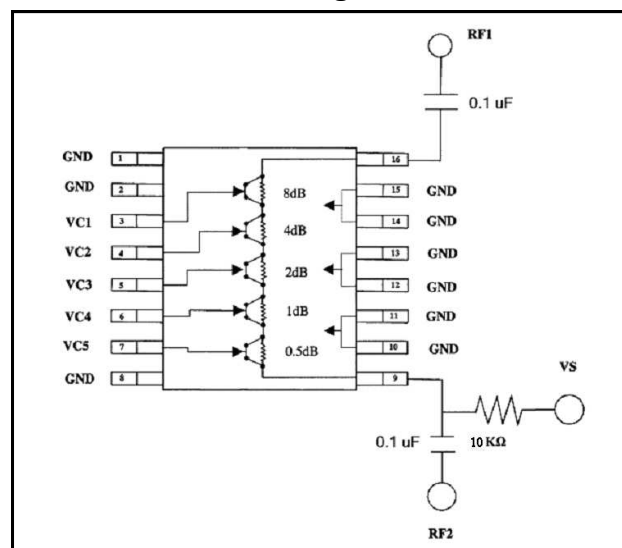 RF1
0.1 uF
GND 1 16
GND 2 8dB 15 GND
VC1 3 14 GND
VC2 4 4dB 13 GND
VC3 5 2dB 12 GND
VC4 6 1dB 11 GND
VC5 7 0.5dB 10 GND
GND 8 9
VS
0.1 uF 10 KΩ
RF2